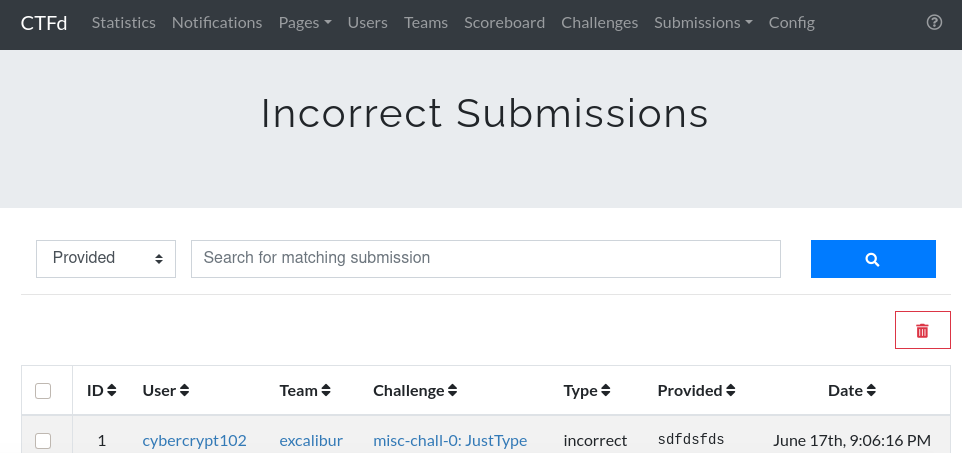 CTFd Statistics Notifications Pages Users Teams Scoreboard Challenges Submissions Config
Incorrect Submissions
Provided Search for matching submission
ID User Team Challenge Type Provided Date
1 cybercrypt102 excalibur misc-chall-0: JustType incorrect sdfdsfds June 17th, 9:06:16 PM